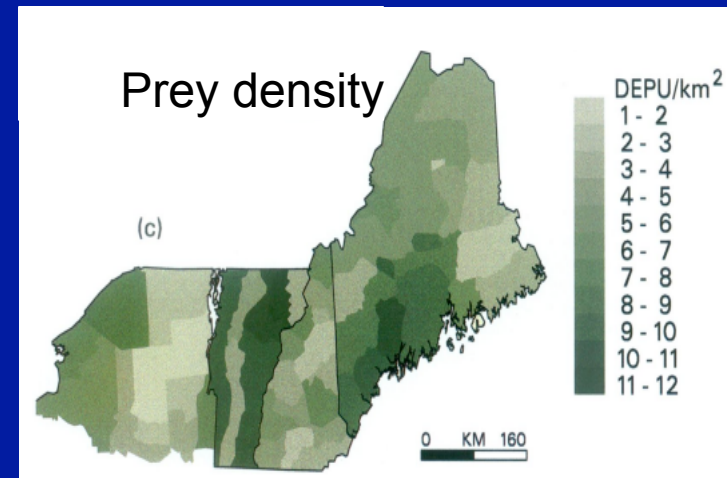 Prey density
(c)
DEPU/km²
1 - 2
2 - 3
3 - 4
4 - 5
5 - 6
6 - 7
7 - 8
8 - 9
9 - 10
10 - 11
11 - 12
0 KM 160